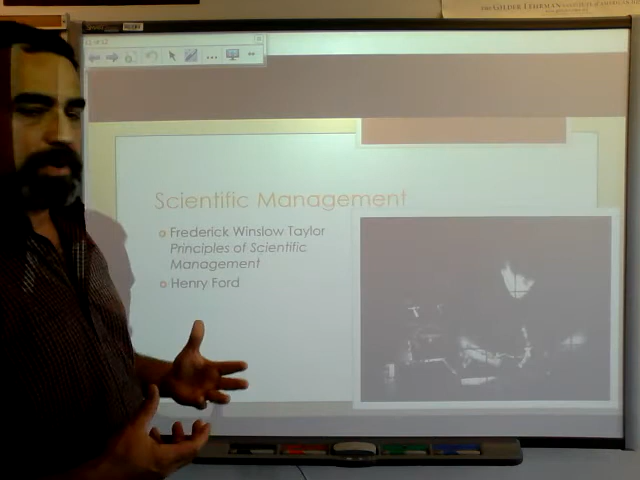 Scientific Management
Frederick Winslow Taylor
Principles of Scientific
Management
Henry Ford